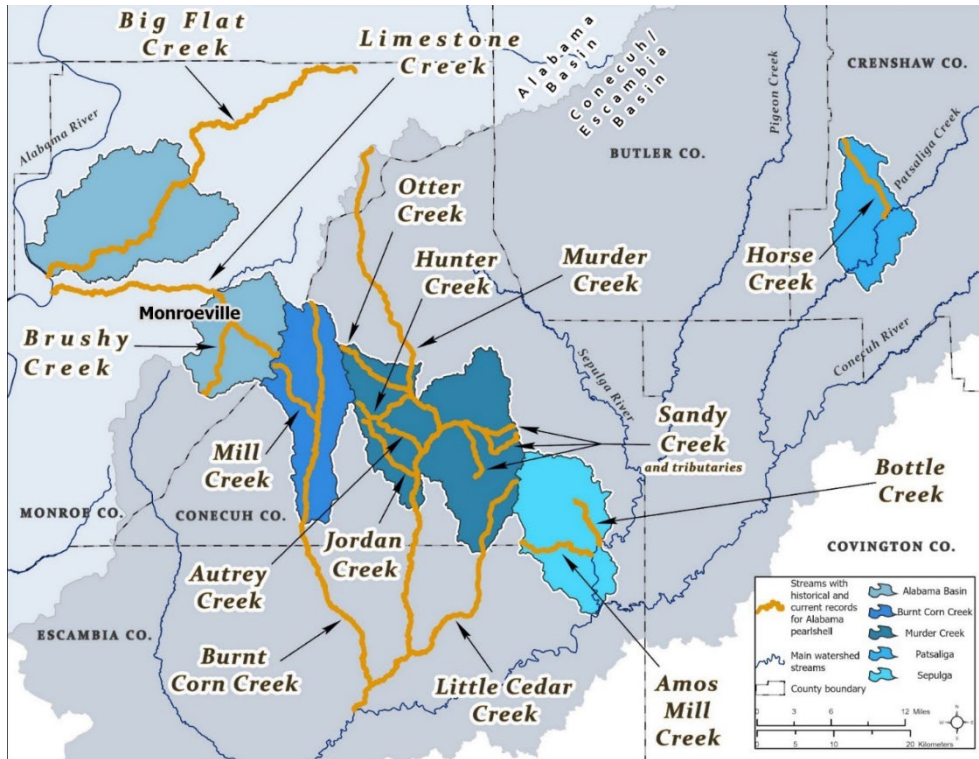 Big Flat
Creek
Limestone
Creek
Alabama
Basin
Conecuh/
Escambia
Basin
Pigeon Creek
CRENSHAW CO.
Alabama River
Patsaliga Creek
BUTLER CO.
Otter
Creek
Hunter
Creek
Murder
Creek
Horse
Creek
Monroeville
Brushy
Creek
Sepulga River
Conecuh River
Mill
Creek
Sandy
Creek
and tributaries
Bottle
Creek
MONROE CO.
CONECUH CO.
Jordan
Creek
Autrey
Creek
COVINGTON CO.
ESCAMBIA CO.
Burnt
Corn Creek
Little Cedar
Creek
Amos
Mill
Creek
Streams with
historical and
current records
for Alabama
pearlshell
Main watershed
streams
County boundary
Alabama Basin
Burnt Corn Creek
Murder Creek
Patsaliga
Sepulga
0 3 6 12 Miles
0 5 10 20 Kilometers
N
W E
S